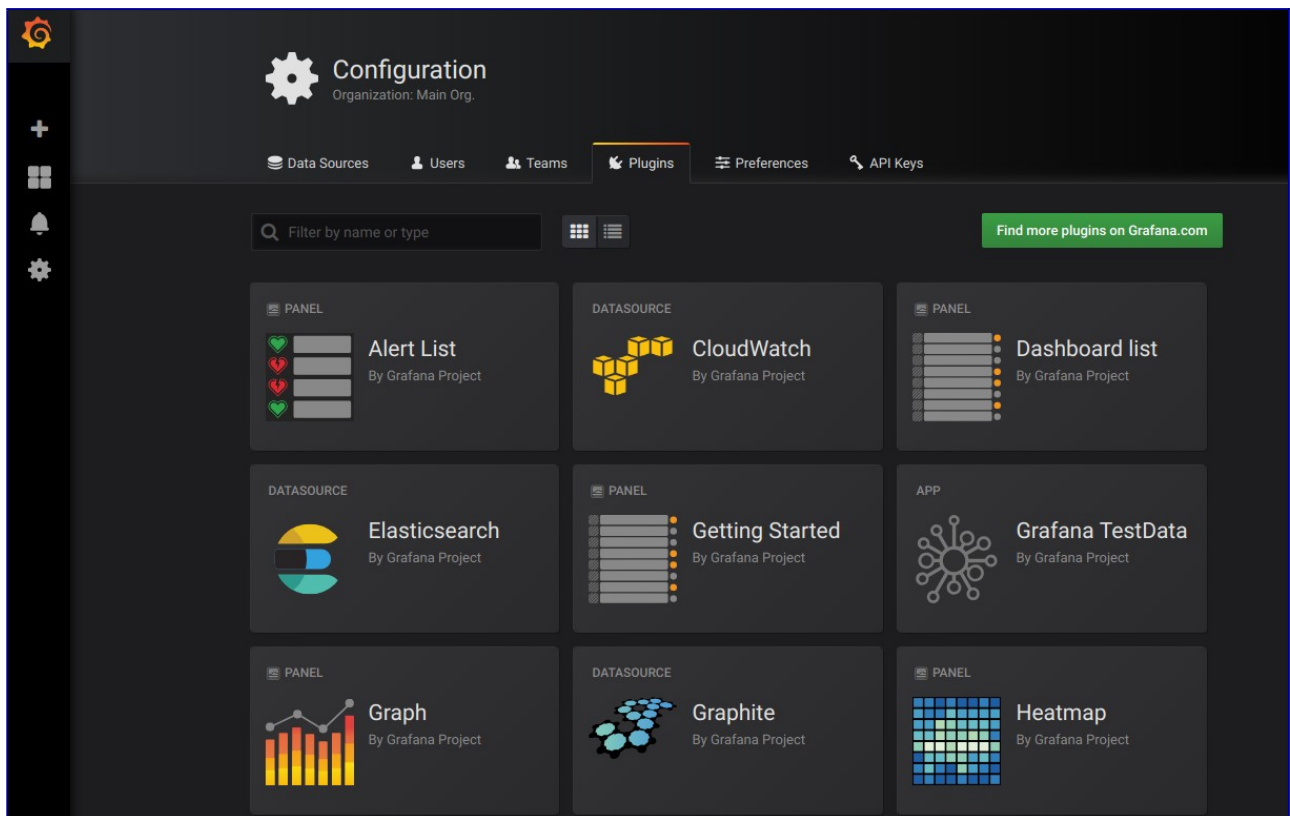 Configuration
Organization: Main Org.
Data Sources Users Teams Plugins Preferences API Keys
Filter by name or type
Find more plugins on Grafana.com
PANEL
Alert List
By Grafana Project
DATASOURCE
CloudWatch
By Grafana Project
PANEL
Dashboard list
By Grafana Project
DATASOURCE
Elasticsearch
By Grafana Project
PANEL
Getting Started
By Grafana Project
APP
Grafana TestData
By Grafana Project
PANEL
Graph
By Grafana Project
DATASOURCE
Graphite
By Grafana Project
PANEL
Heatmap
By Grafana Project